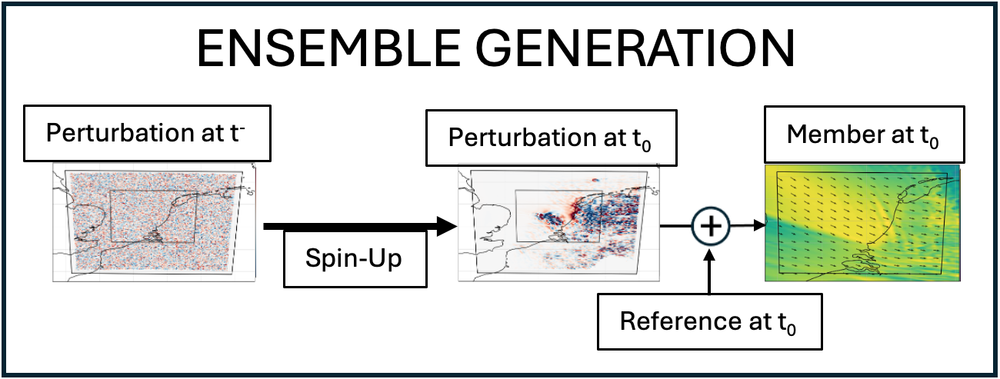 ENSEMBLE GENERATION
Perturbation at t⁻
Perturbation at t₀
Member at t₀
Spin-Up
+
Reference at t₀